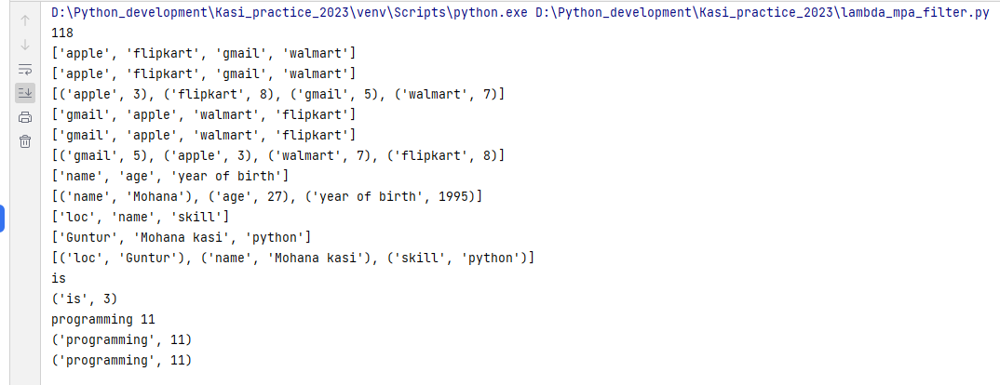 D:\Python_development\Kasi_practice_2023\venv\Scripts\python.exe D:\Python_development\Kasi_practice_2023\lambda_mpa_filter.py
118
['apple', 'flipkart', 'gmail', 'walmart']
['apple', 'flipkart', 'gmail', 'walmart']
[('apple', 3), ('flipkart', 8), ('gmail', 5), ('walmart', 7)]
['gmail', 'apple', 'walmart', 'flipkart']
['gmail', 'apple', 'walmart', 'flipkart']
[('gmail', 5), ('apple', 3), ('walmart', 7), ('flipkart', 8)]
['name', 'age', 'year of birth']
[('name', 'Mohana'), ('age', 27), ('year of birth', 1995)]
['loc', 'name', 'skill']
['Guntur', 'Mohana kasi', 'python']
[('loc', 'Guntur'), ('name', 'Mohana kasi'), ('skill', 'python')]
is
('is', 3)
programming 11
('programming', 11)
('programming', 11)